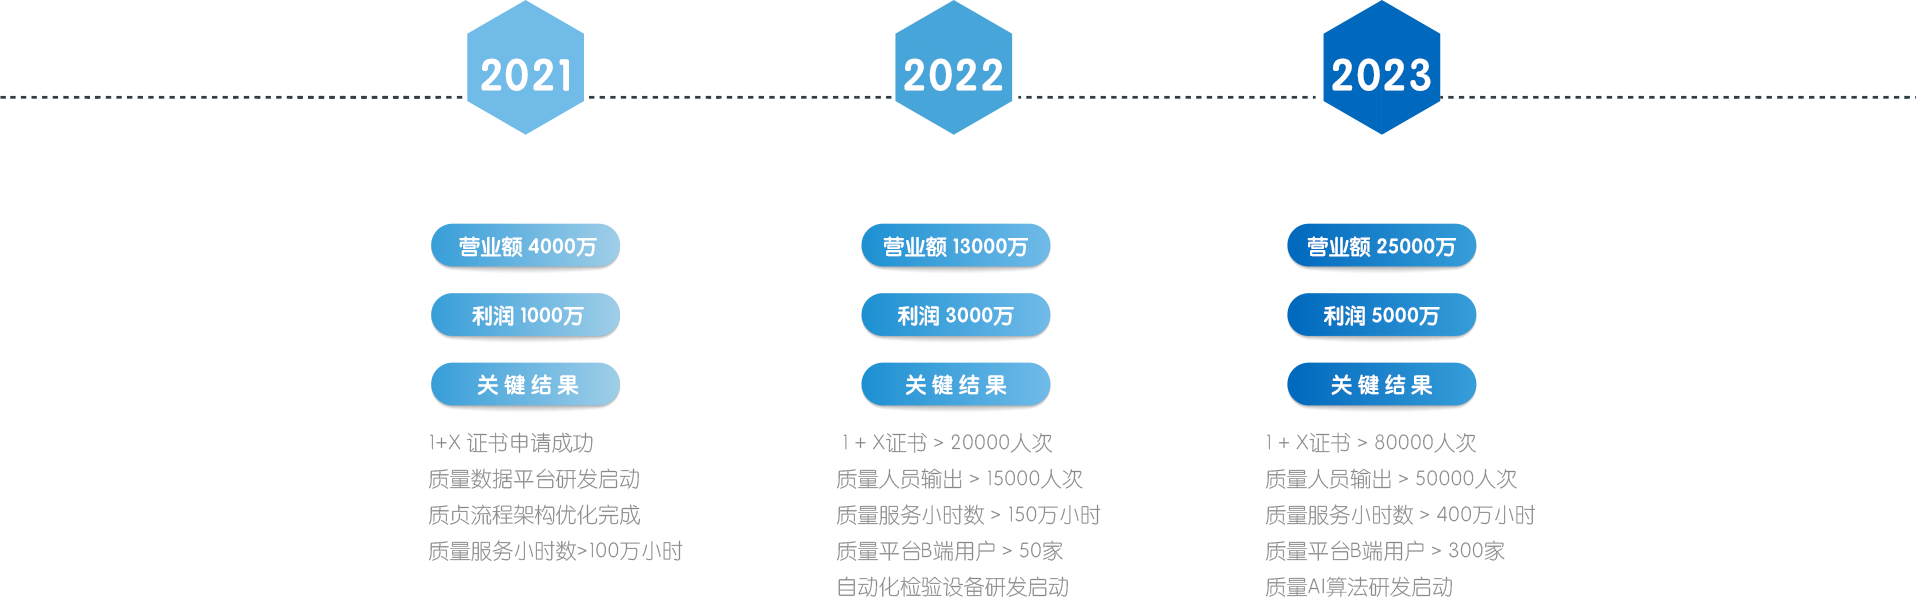 2021
营业额 4000万
利润 1000万
关 键 结 果
1+X 证书申请成功
质量数据平台研发启动
质贞流程架构优化完成
质量服务小时数>100万小时
2022
营业额 13000万
利润 3000万
关 键 结 果
1 + X证书 > 20000人次
质量人员输出 > 15000人次
质量服务小时数 > 150万小时
质量平台B端用户 > 50家
自动化检验设备研发启动
2023
营业额 25000万
利润 5000万
关 键 结 果
1 + X证书 > 80000人次
质量人员输出 > 50000人次
质量服务小时数 > 400万小时
质量平台B端用户 > 300家
质量AI算法研发启动